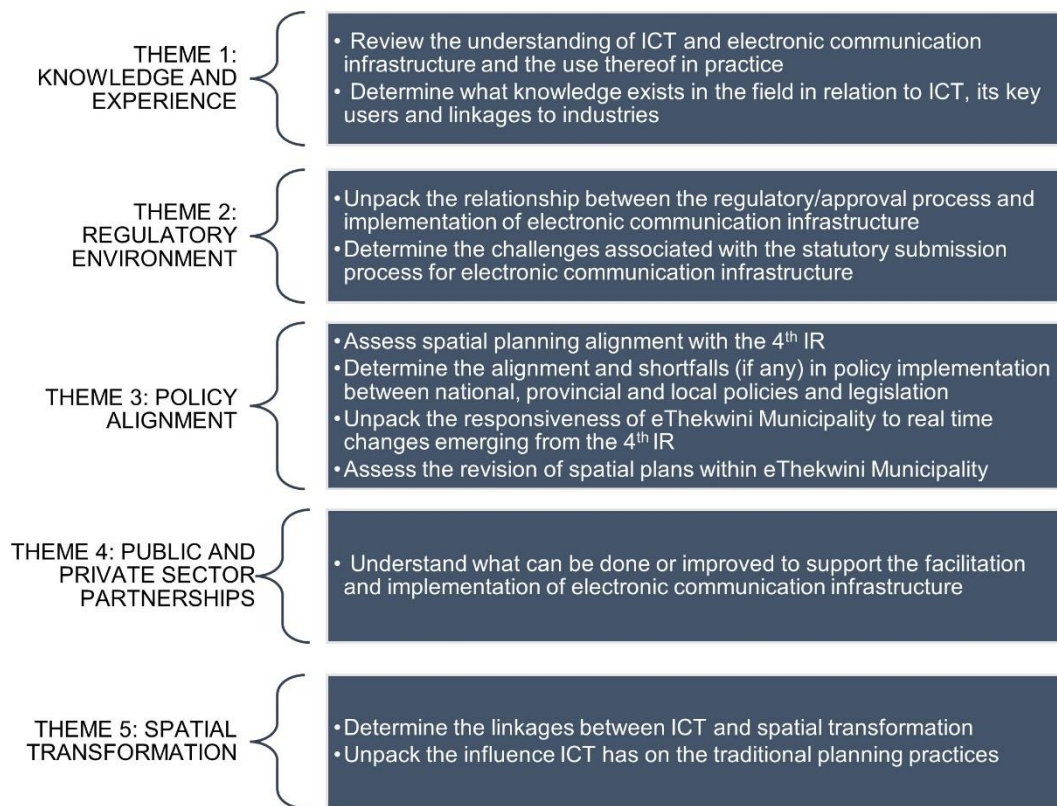 THEME 1:
KNOWLEDGE AND
EXPERIENCE
• Review the understanding of ICT and electronic communication
infrastructure and the use thereof in practice
• Determine what knowledge exists in the field in relation to ICT, its key
users and linkages to industries
THEME 2:
REGULATORY
ENVIRONMENT
•Unpack the relationship between the regulatory/approval process and
implementation of electronic communication infrastructure
•Determine the challenges associated with the statutory submission
process for electronic communication infrastructure
THEME 3: POLICY
ALIGNMENT
•Assess spatial planning alignment with the 4th IR
•Determine the alignment and shortfalls (if any) in policy implementation
between national, provincial and local policies and legislation
•Unpack the responsiveness of eThekwini Municipality to real time
changes emerging from the 4th IR
•Assess the revision of spatial plans within eThekwini Municipality
THEME 4: PUBLIC AND
PRIVATE SECTOR
PARTNERSHIPS
• Understand what can be done or improved to support the facilitation
and implementation of electronic communication infrastructure
THEME 5: SPATIAL
TRANSFORMATION
•Determine the linkages between ICT and spatial transformation
•Unpack the influence ICT has on the traditional planning practices